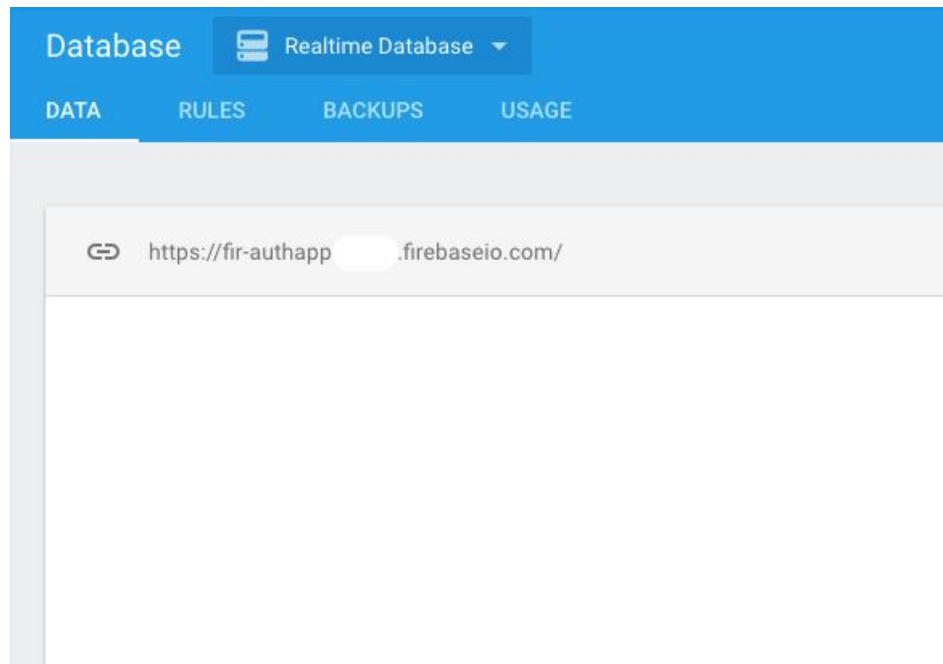 Database Realtime Database
DATA RULES BACKUPS USAGE
https://fir-authapp .firebaseio.com/